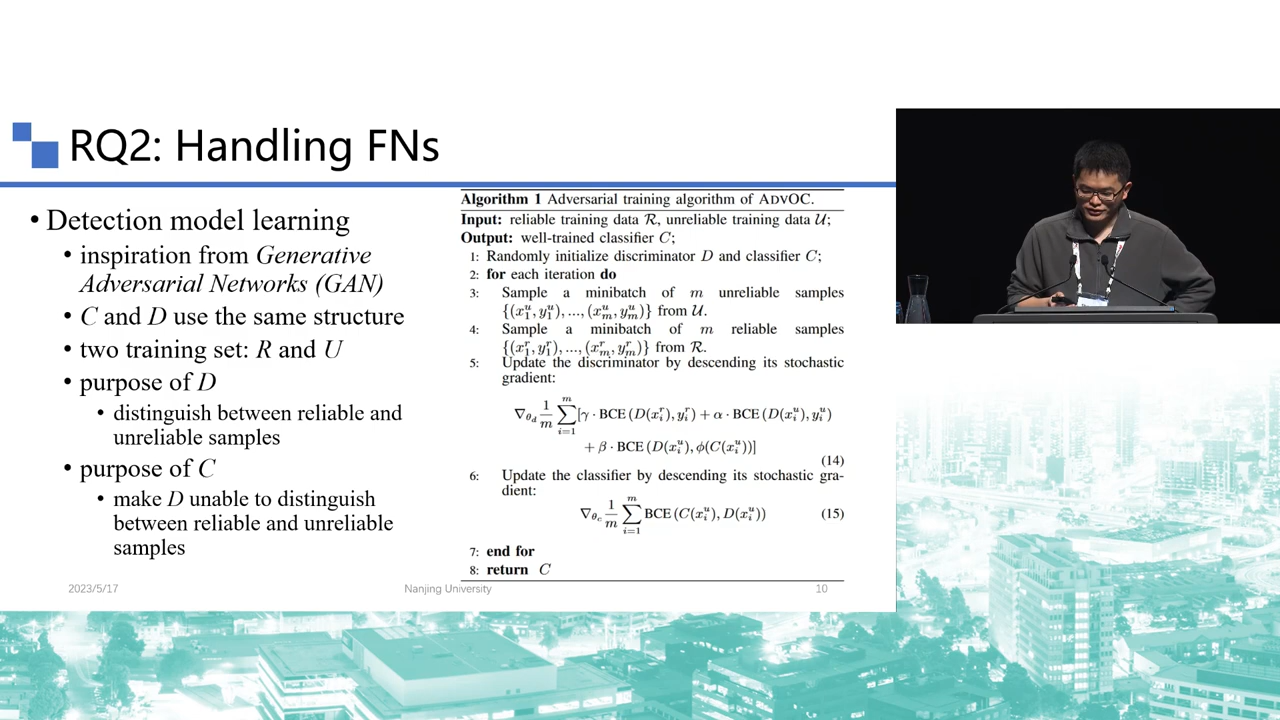 RQ2: Handling FNs
• Detection model learning
• inspiration from Generative
Adversarial Networks (GAN)
• C and D use the same structure
• two training set: R and U
• purpose of D
• distinguish between reliable and
unreliable samples
• purpose of C
• make D unable to distinguish
between reliable and unreliable
samples
Algorithm 1 Adversarial training algorithm of ADVOC.
Input: reliable training data ℛ, unreliable training data 𝒰;
Output: well-trained classifier C;
1: Randomly initialize discriminator D and classifier C;
2: for each iteration do
3: Sample a minibatch of m unreliable samples
{(x₁ᵘ, y₁ᵘ), ..., (xₘᵘ, yₘᵘ)} from 𝒰.
4: Sample a minibatch of m reliable samples
{(x₁ʳ, y₁ʳ), ..., (xₘʳ, yₘʳ)} from ℛ.
5: Update the discriminator by descending its stochastic
gradient:
∇θ_d 1/m ∑_{i=1}^{m} [γ · BCE (D(xᵢʳ), yᵢʳ) + α · BCE (D(xᵢᵘ), yᵢᵘ)
+ β · BCE (D(xᵢᵘ), ϕ(C(xᵢᵘ))]
(14)
6: Update the classifier by descending its stochastic gra-
dient:
∇θ_c 1/m ∑_{i=1}^{m} BCE (C(xᵢᵘ), D(xᵢᵘ)) (15)
7: end for
8: return C
2023/5/17 Nanjing University 10